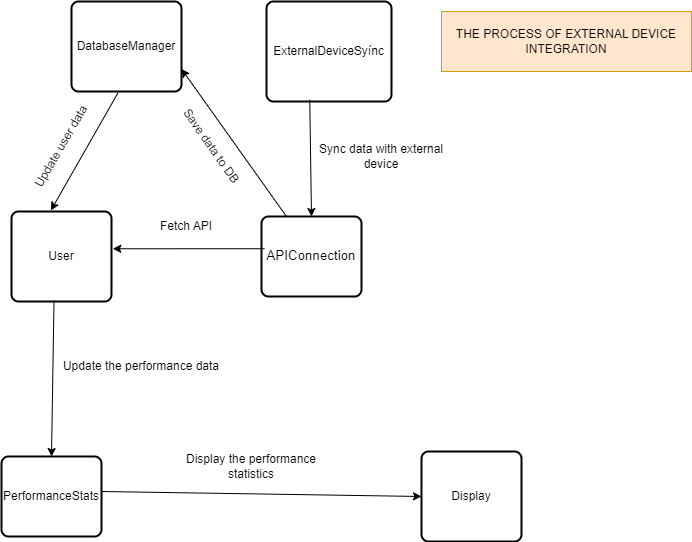 DatabaseManager
ExternalDeviceSyínc
THE PROCESS OF EXTERNAL DEVICE
INTEGRATION
Update user data
Save data to DB
Sync data with external
device
User
Fetch API
APIConnection
Update the performance data
PerformanceStats
Display the performance
statistics
Display